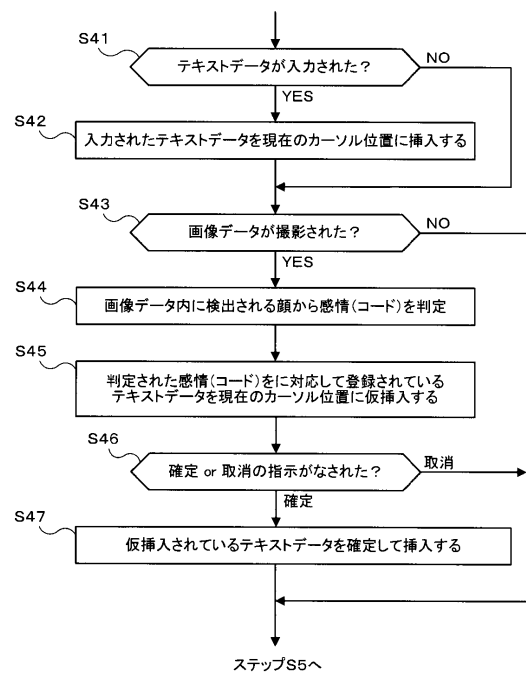 S41
テキストデータが入力された?
NO
YES
S42
入力されたテキストデータを現在のカーソル位置に挿入する
S43
画像データが撮影された?
NO
YES
S44
画像データ内に検出される顔から感情(コード)を判定
S45
判定された感情(コード)をに対応して登録されている
テキストデータを現在のカーソル位置に仮挿入する
S46
確定 or 取消の指示がなされた?
取消
確定
S47
仮挿入されているテキストデータを確定して挿入する
ステップS5へ